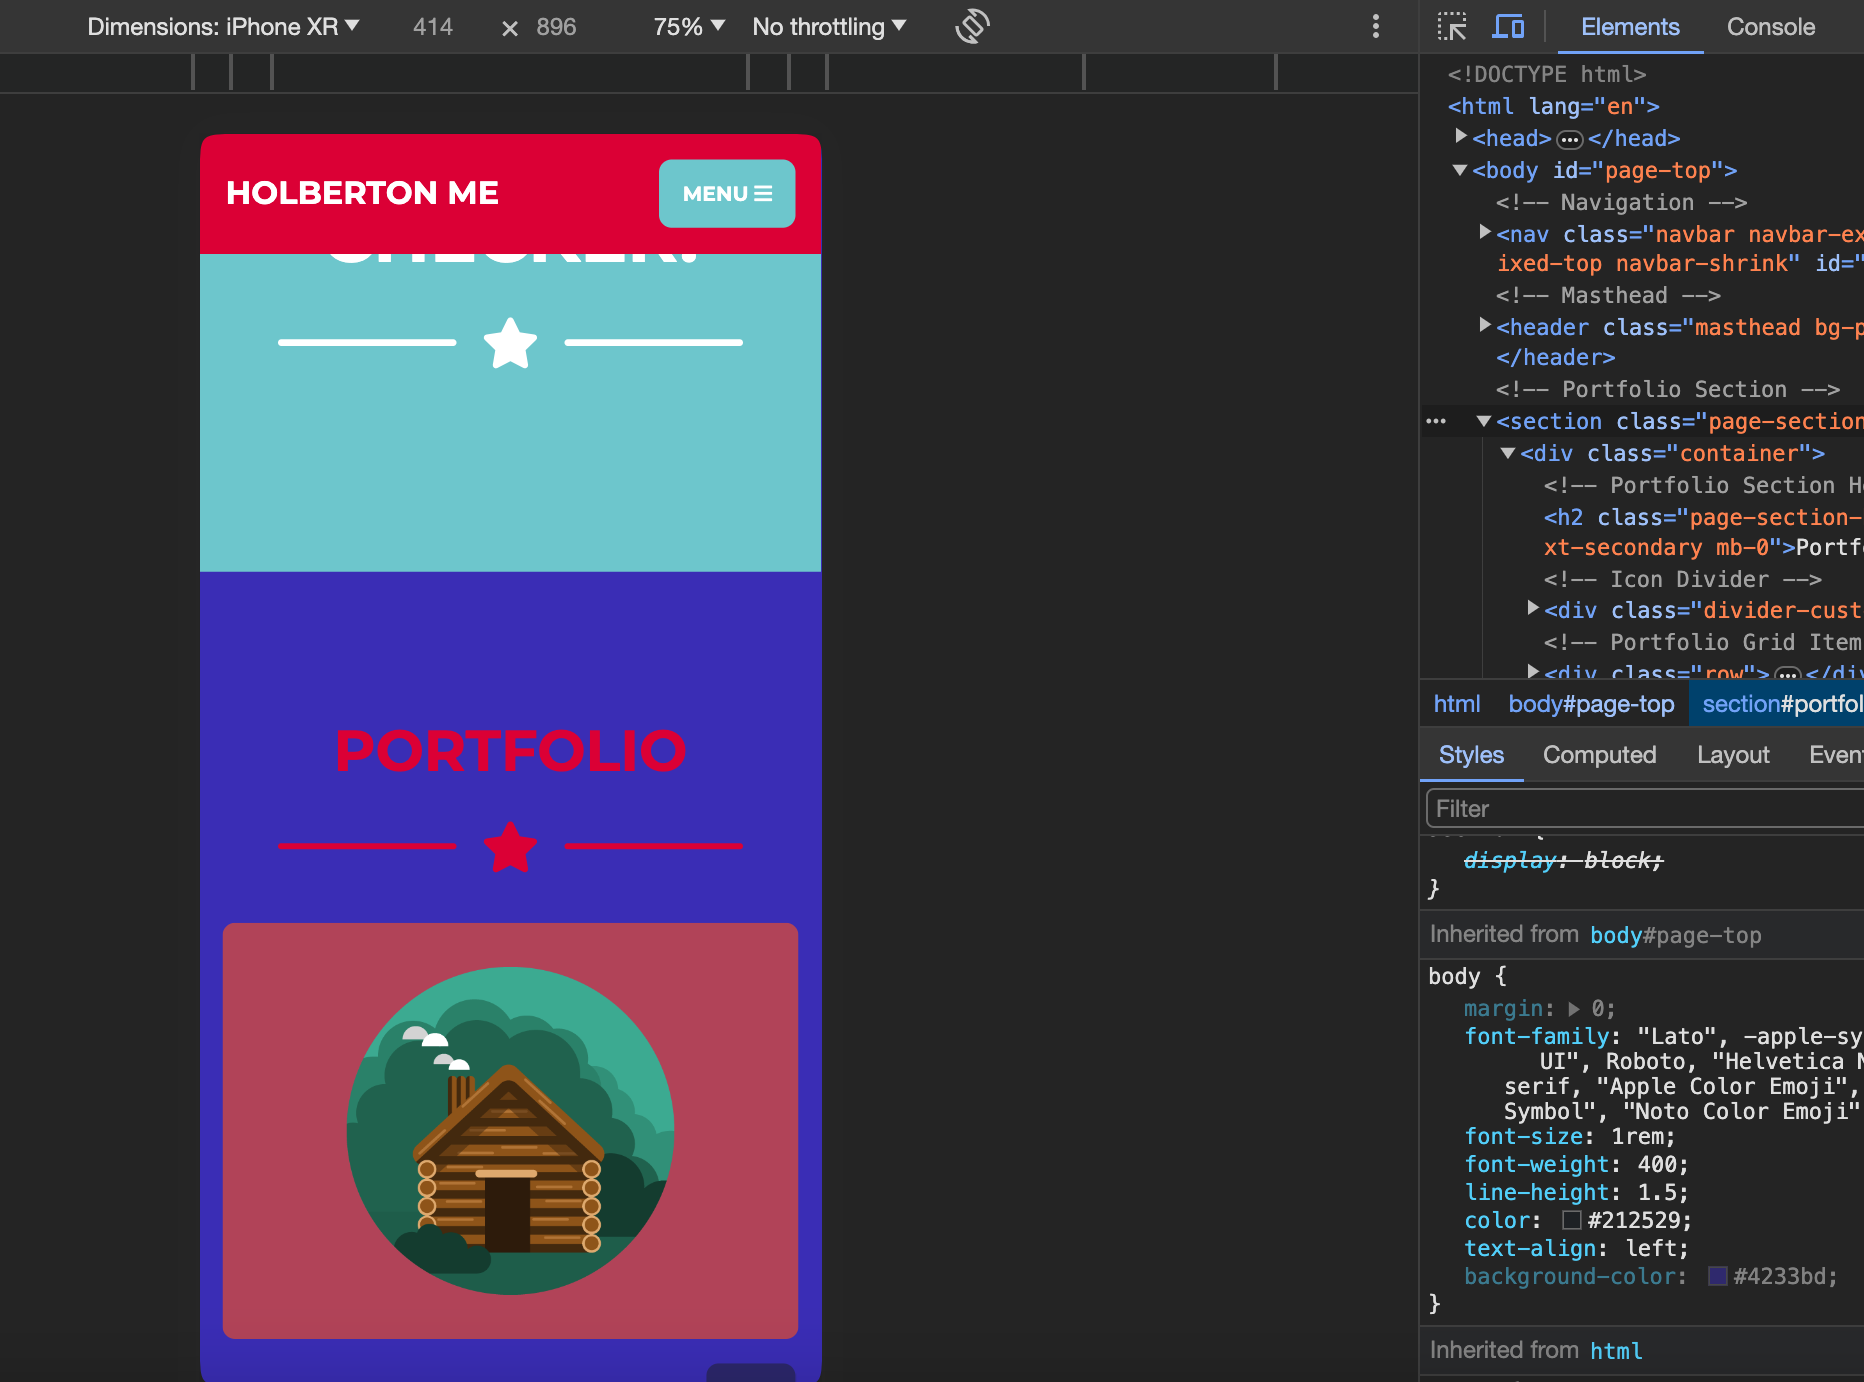 Dimensions: iPhone XR 414 × 896 75% No throttling
Elements Console
HOLBERTON ME
MENU
CHECKER!
PORTFOLIO
<!DOCTYPE html>
<html lang="en">
<head> ••• </head>
<body id="page-top">
<!-- Navigation -->
<nav class="navbar navbar-ex
ixed-top navbar-shrink" id="
<!-- Masthead -->
<header class="masthead bg-p
</header>
<!-- Portfolio Section -->
••• <section class="page-section
<div class="container">
<!-- Portfolio Section He
<h2 class="page-section-
xt-secondary mb-0">Portfo
<!-- Icon Divider -->
<div class="divider-cust
<!-- Portfolio Grid Item
<div class="row"> ••• </div
html body#page-top section#portfol
Styles Computed Layout Even
Filter
display: block;
}
Inherited from body#page-top
body {
margin: 0;
font-family: "Lato", -apple-sy
UI", Roboto, "Helvetica N
serif, "Apple Color Emoji",
Symbol", "Noto Color Emoji"
font-size: 1rem;
font-weight: 400;
line-height: 1.5;
color: #212529;
text-align: left;
background-color: #4233bd;
}
Inherited from html